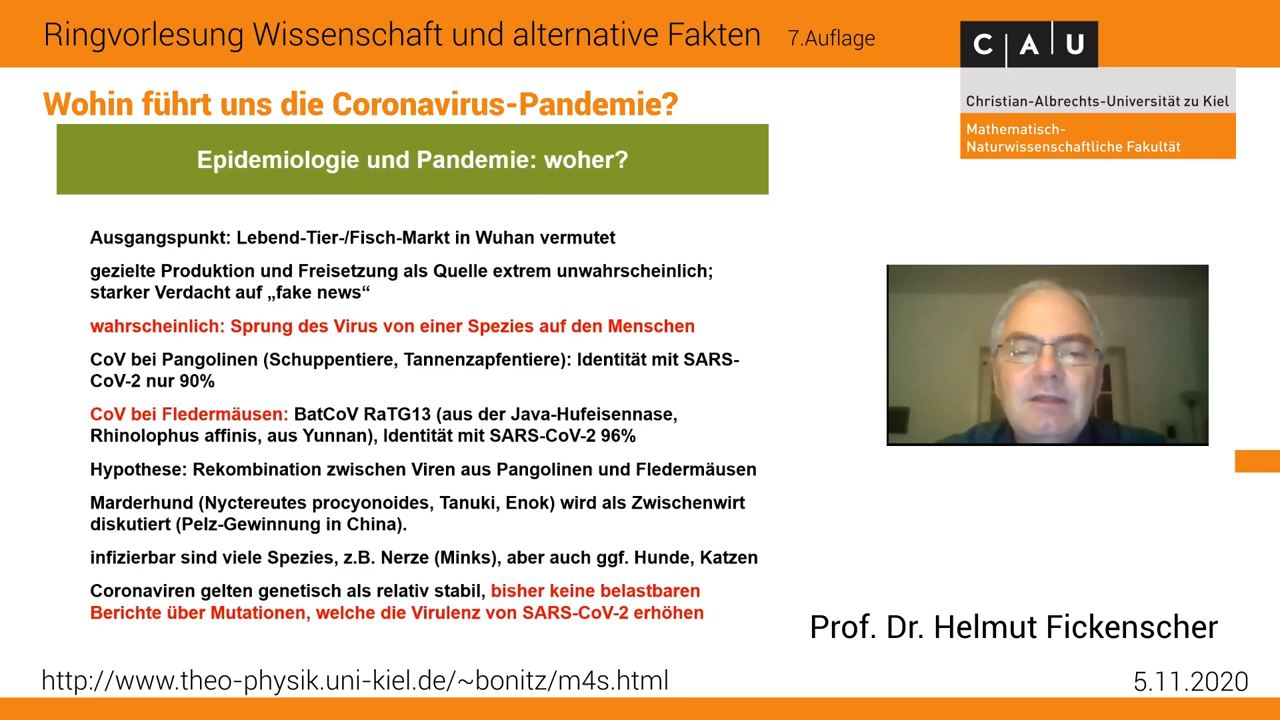 Ringvorlesung Wissenschaft und alternative Fakten 7.Auflage
C A U
Christian-Albrechts-Universität zu Kiel
Mathematisch-
Naturwissenschaftliche Fakultät
Wohin führt uns die Coronavirus-Pandemie?
Epidemiologie und Pandemie: woher?
Ausgangspunkt: Lebend-Tier-/Fisch-Markt in Wuhan vermutet
gezielte Produktion und Freisetzung als Quelle extrem unwahrscheinlich;
starker Verdacht auf „fake news“
wahrscheinlich: Sprung des Virus von einer Spezies auf den Menschen
CoV bei Pangolinen (Schuppentiere, Tannenzapfentiere): Identität mit SARS-
CoV-2 nur 90%
CoV bei Fledermäusen: BatCoV RaTG13 (aus der Java-Hufeisennase,
Rhinolophus affinis, aus Yunnan), Identität mit SARS-CoV-2 96%
Hypothese: Rekombination zwischen Viren aus Pangolinen und Fledermäusen
Marderhund (Nyctereutes procyonoides, Tanuki, Enok) wird als Zwischenwirt
diskutiert (Pelz-Gewinnung in China).
infizierbar sind viele Spezies, z.B. Nerze (Minks), aber auch ggf. Hunde, Katzen
Coronaviren gelten genetisch als relativ stabil, bisher keine belastbaren
Berichte über Mutationen, welche die Virulenz von SARS-CoV-2 erhöhen
Prof. Dr. Helmut Fickenscher
http://www.theo-physik.uni-kiel.de/~bonitz/m4s.html
5.11.2020